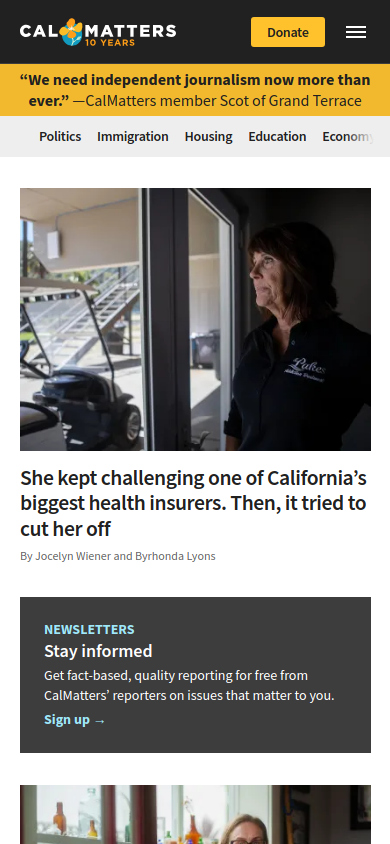 CALMATTERS
10 YEARS
Donate
“We need independent journalism now more than
ever.” —CalMatters member Scot of Grand Terrace
Politics Immigration Housing Education Economy
Lakes
She kept challenging one of California’s
biggest health insurers. Then, it tried to
cut her off
By Jocelyn Wiener and Byrhonda Lyons
NEWSLETTERS
Stay informed
Get fact-based, quality reporting for free from
CalMatters’ reporters on issues that matter to you.
Sign up →